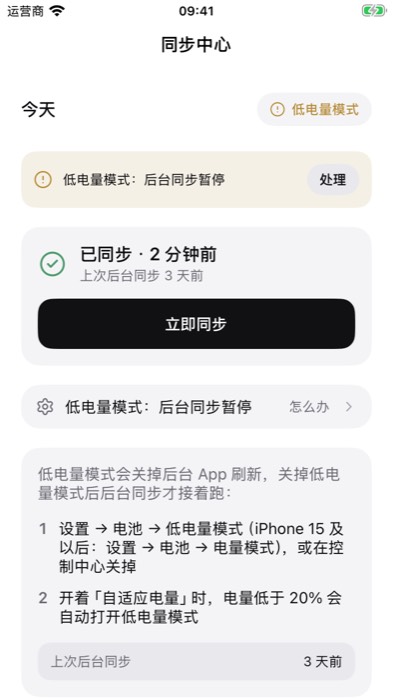 运营商
09:41
同步中心
今天
低电量模式
低电量模式：后台同步暂停
处理
已同步 · 2 分钟前
上次后台同步 3 天前
立即同步
低电量模式：后台同步暂停
怎么办
低电量模式会关掉后台 App 刷新，关掉低电
量模式后后台同步才接着跑：
1 设置 → 电池 → 低电量模式 (iPhone 15 及
以后：设置 → 电池 → 电量模式)，或在控
制中心关掉
2 开着「自适应电量」时，电量低于 20% 会
自动打开低电量模式
上次后台同步
3 天前